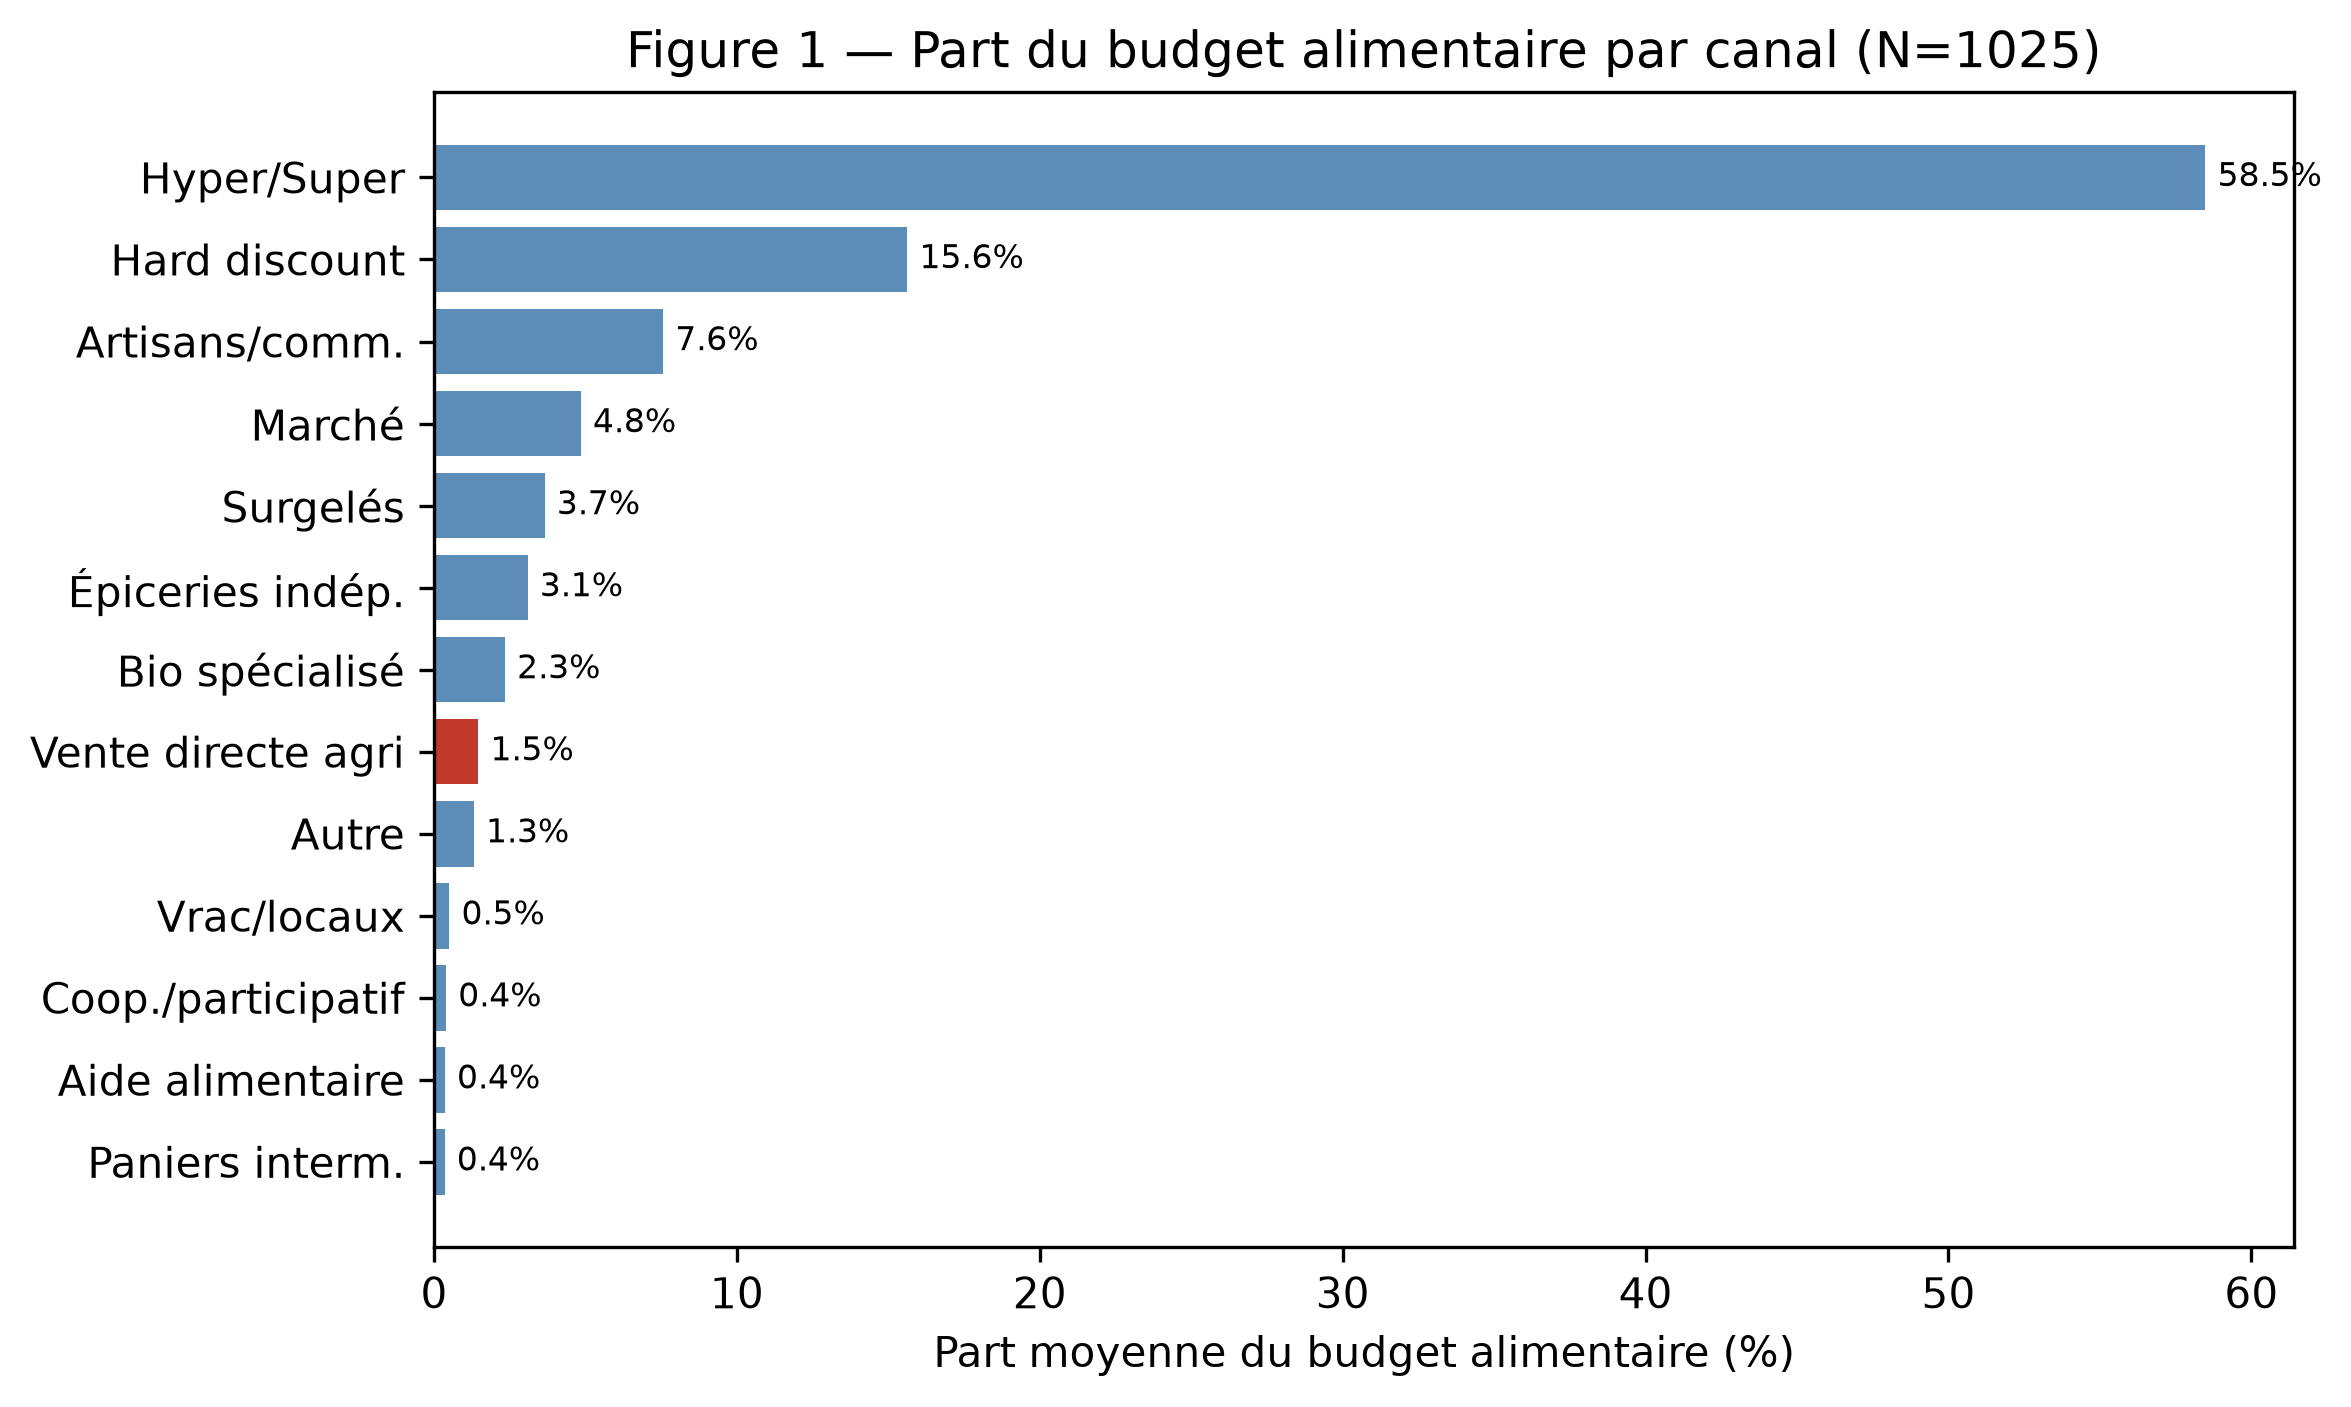 Figure 1 — Part du budget alimentaire par canal (N=1025)
Hyper/Super 58.5%
Hard discount 15.6%
Artisans/comm. 7.6%
Marché 4.8%
Surgelés 3.7%
Épiceries indép. 3.1%
Bio spécialisé 2.3%
Vente directe agri 1.5%
Autre 1.3%
Vrac/locaux 0.5%
Coop./participatif 0.4%
Aide alimentaire 0.4%
Paniers interm. 0.4%
0 10 20 30 40 50 60
Part moyenne du budget alimentaire (%)